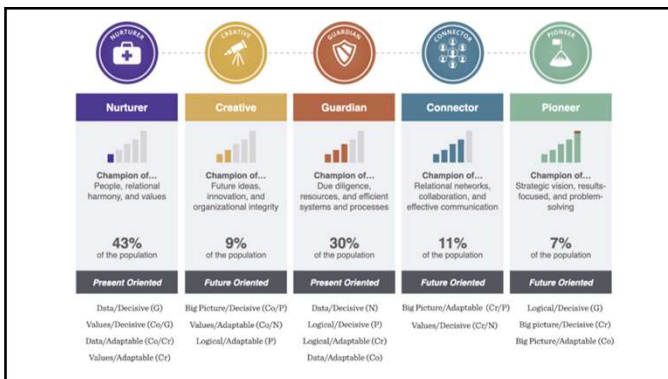 NURTURER
CREATIVE
GUARDIAN
CONNECTOR
PIONEER
Nurturer
Champion of...
People, relational
harmony, and values
43%
of the population
Present Oriented
Data/Decisive (G)
Values/Decisive (Co/G)
Data/Adaptable (Co/Cr)
Values/Adaptable (Cr)
Creative
Champion of...
Future ideas,
innovation, and
organizational integrity
9%
of the population
Future Oriented
Big Picture/Decisive (Co/P)
Values/Adaptable (Co/N)
Logical/Adaptable (P)
Guardian
Champion of...
Due diligence,
resources, and efficient
systems and processes
30%
of the population
Present Oriented
Data/Decisive (N)
Logical/Decisive (P)
Logical/Adaptable (Cr)
Data/Adaptable (Co)
Connector
Champion of...
Relational networks,
collaboration, and
effective communication
11%
of the population
Future Oriented
Big Picture/Adaptable (Cr/P)
Values/Decisive (Cr/N)
Pioneer
Champion of...
Strategic vision, results-
focused, and problem-
solving
7%
of the population
Future Oriented
Logical/Decisive (G)
Big picture/Decisive (Cr)
Big Picture/Adaptable (Co)